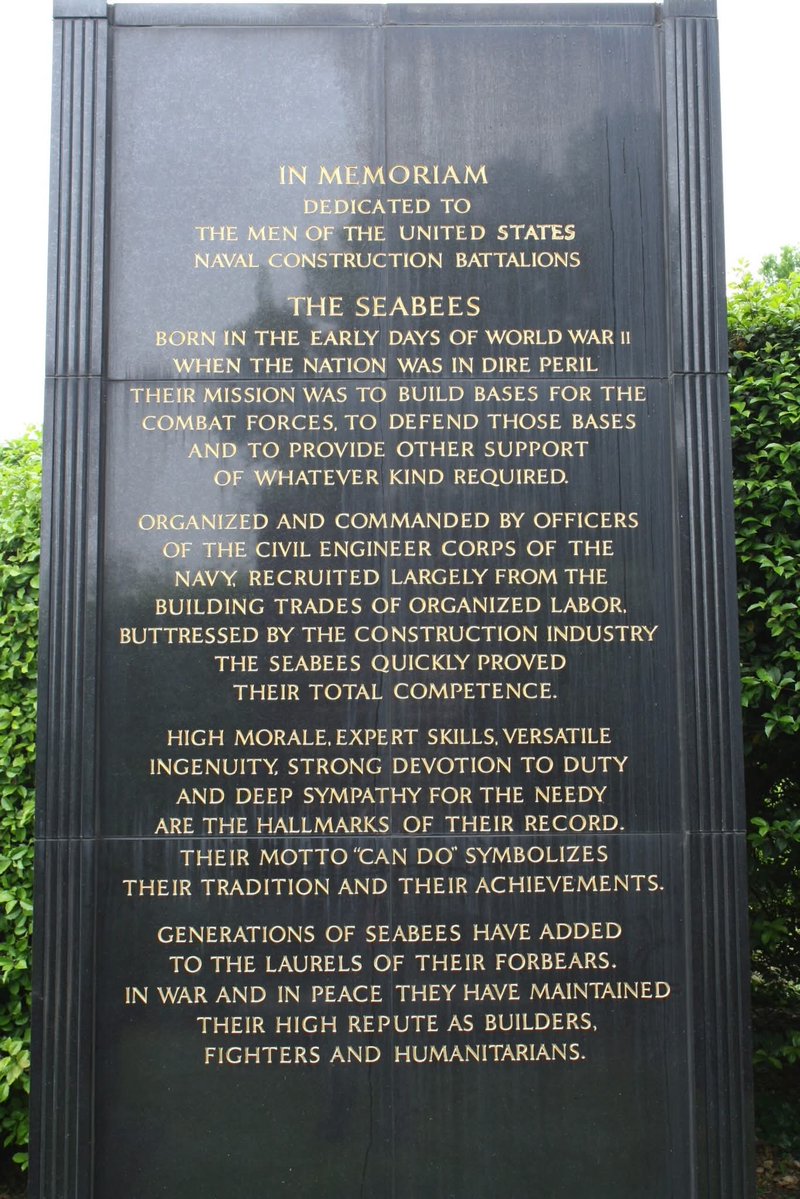 IN MEMORIAM
DEDICATED TO
THE MEN OF THE UNITED STATES
NAVAL CONSTRUCTION BATTALIONS
THE SEABEES
BORN IN THE EARLY DAYS OF WORLD WAR II
WHEN THE NATION WAS IN DIRE PERIL
THEIR MISSION WAS TO BUILD BASES FOR THE
COMBAT FORCES, TO DEFEND THOSE BASES
AND TO PROVIDE OTHER SUPPORT
OF WHATEVER KIND REQUIRED.
ORGANIZED AND COMMANDED BY OFFICERS
OF THE CIVIL ENGINEER CORPS OF THE
NAVY, RECRUITED LARGELY FROM THE
BUILDING TRADES OF ORGANIZED LABOR,
BUTTRESSED BY THE CONSTRUCTION INDUSTRY
THE SEABEES QUICKLY PROVED
THEIR TOTAL COMPETENCE.
HIGH MORALE, EXPERT SKILLS, VERSATILE
INGENUITY, STRONG DEVOTION TO DUTY
AND DEEP SYMPATHY FOR THE NEEDY
ARE THE HALLMARKS OF THEIR RECORD.
THEIR MOTTO "CAN DO" SYMBOLIZES
THEIR TRADITION AND THEIR ACHIEVEMENTS.
GENERATIONS OF SEABEES HAVE ADDED
TO THE LAURELS OF THEIR FORBEARS.
IN WAR AND IN PEACE THEY HAVE MAINTAINED
THEIR HIGH REPUTE AS BUILDERS,
FIGHTERS AND HUMANITARIANS.